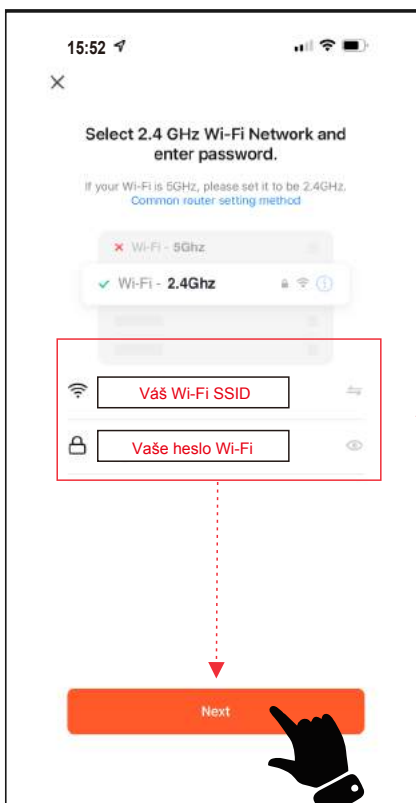 15:52
Select 2.4 GHz Wi-Fi Network and
enter password.
If your Wi-Fi is 5GHz, please set it to be 2.4GHz.
Common router setting method
Wi-Fi - 5Ghz
Wi-Fi - 2.4Ghz
Váš Wi-Fi SSID
Vaše heslo Wi-Fi
Next